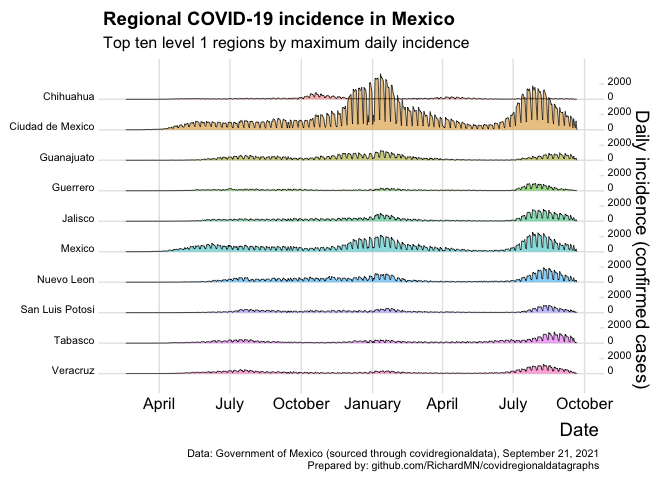 Regional COVID-19 incidence in Mexico
Top ten level 1 regions by maximum daily incidence
Chihuahua
2000
0
Ciudad de Mexico
2000
0
Guanajuato
2000
0
Guerrero
2000
0
Jalisco
2000
0
Mexico
2000
0
Nuevo Leon
2000
0
San Luis Potosi
2000
0
Tabasco
2000
0
Veracruz
2000
0
Daily incidence (confirmed cases)
April July October January April July October
Date
Data: Government of Mexico (sourced through covidregionaldata), September 21, 2021
Prepared by: github.com/RichardMN/covidregionaldatagraphs